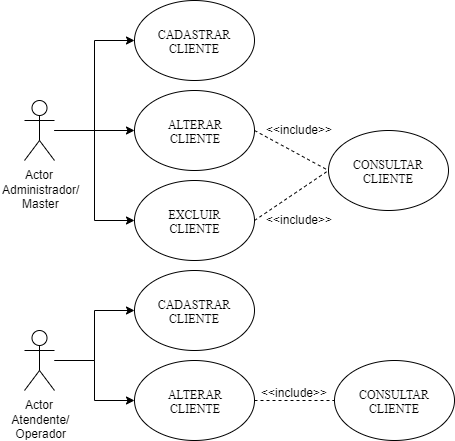 CADASTRAR
CLIENTE
ALTERAR
CLIENTE
<<include>>
CONSULTAR
CLIENTE
Actor
Administrador/
Master
EXCLUIR
CLIENTE
<<include>>
CADASTRAR
CLIENTE
Actor
Atendente/
Operador
ALTERAR
CLIENTE
<<include>>
CONSULTAR
CLIENTE